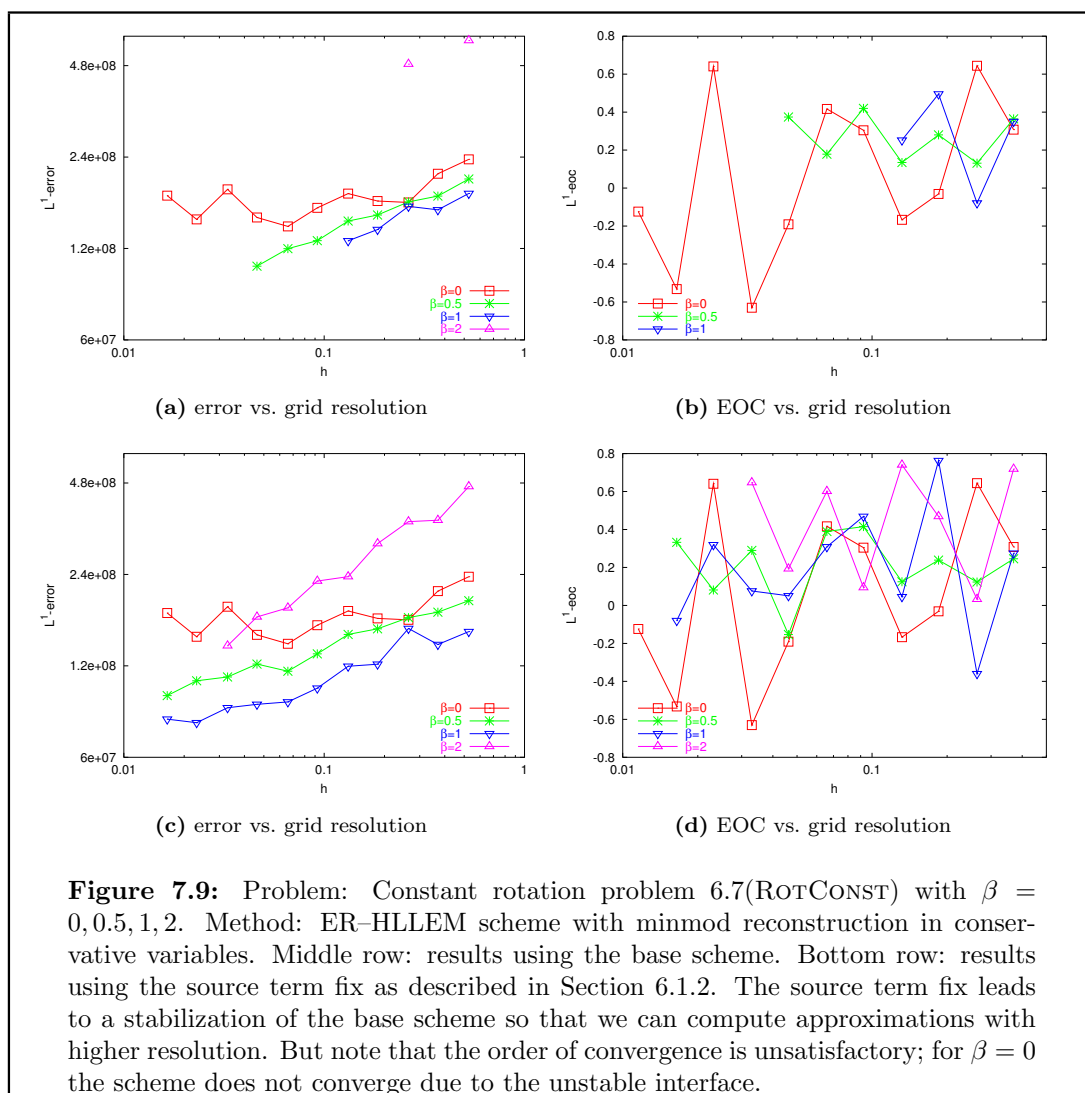 4.8e+08
2.4e+08
1.2e+08
6e+07
L¹-error
0.01
0.1
1
h
β=0
β=0.5
β=1
β=2
(a) error vs. grid resolution
0.8
0.6
0.4
0.2
0
-0.2
-0.4
-0.6
-0.8
L¹-eoc
0.01
0.1
h
β=0
β=0.5
β=1
(b) EOC vs. grid resolution
4.8e+08
2.4e+08
1.2e+08
6e+07
L¹-error
0.01
0.1
1
h
β=0
β=0.5
β=1
β=2
(c) error vs. grid resolution
0.8
0.6
0.4
0.2
0
-0.2
-0.4
-0.6
-0.8
L¹-eoc
0.01
0.1
h
β=0
β=0.5
β=1
β=2
(d) EOC vs. grid resolution
Figure 7.9: Problem: Constant rotation problem 6.7(ROTCONST) with β =
0, 0.5, 1, 2. Method: ER–HLLEM scheme with minmod reconstruction in conser-
vative variables. Middle row: results using the base scheme. Bottom row: results
using the source term fix as described in Section 6.1.2. The source term fix leads
to a stabilization of the base scheme so that we can compute approximations with
higher resolution. But note that the order of convergence is unsatisfactory; for β = 0
the scheme does not converge due to the unstable interface.